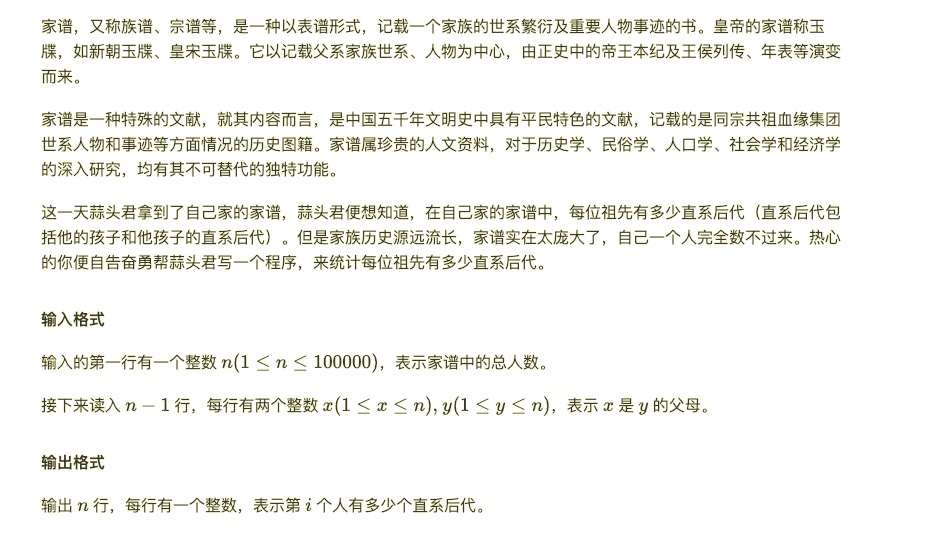 家谱，又称族谱、宗谱等，是一种以表谱形式，记载一个家族的世系繁衍及重要人物事迹的书。皇帝的家谱称玉
牒，如新朝玉牒、皇宋玉牒。它以记载父系家族世系、人物为中心，由正史中的帝王本纪及王侯列传、年表等演变
而来。
家谱是一种特殊的文献，就其内容而言，是中国五千年文明史中具有平民特色的文献，记载的是同宗共祖血缘集团
世系人物和事迹等方面情况的历史图籍。家谱属珍贵的人文资料，对于历史学、民俗学、人口学、社会学和经济学
的深入研究，均有其不可替代的独特功能。
这一天蒜头君拿到了自己家的家谱，蒜头君便想知道，在自己家的家谱中，每位祖先有多少直系后代（直系后代包
括他的孩子和他孩子的直系后代）。但是家族历史源远流长，家谱实在太庞大了，自己一个人完全数不过来。热心
的你便自告奋勇帮蒜头君写一个程序，来统计每位祖先有多少直系后代。
输入格式
输入的第一行有一个整数 n(1 ≤ n ≤ 100000)，表示家谱中的总人数。
接下来读入 n − 1 行，每行有两个整数 x(1 ≤ x ≤ n), y(1 ≤ y ≤ n)，表示 x 是 y 的父母。
输出格式
输出 n 行，每行有一个整数，表示第 i 个人有多少个直系后代。